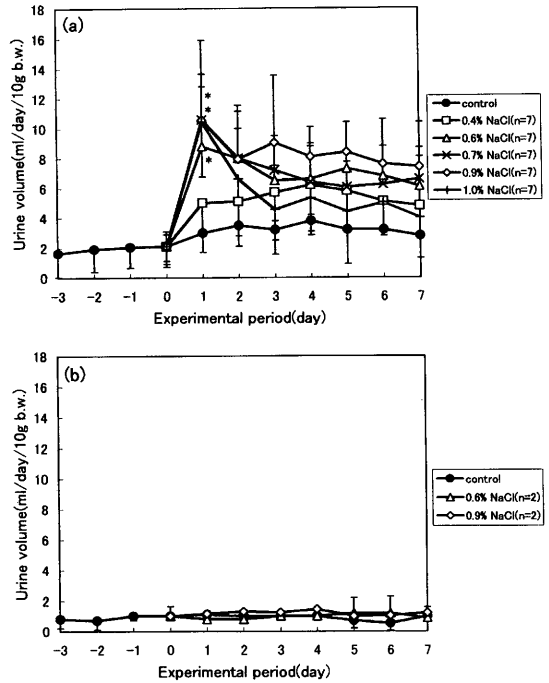 (a)
Urine volume(ml/day/10g b.w.)
18
16
14
12
10
8
6
4
2
0
* *
*
-3 -2 -1 0 1 2 3 4 5 6 7
Experimental period(day)
control
0.4% NaCl(n=7)
0.6% NaCl(n=7)
0.7% NaCl(n=7)
0.9% NaCl(n=7)
1.0% NaCl(n=7)
(b)
Urine volume(ml/day/10g b.w.)
18
16
14
12
10
8
6
4
2
0
-3 -2 -1 0 1 2 3 4 5 6 7
Experimental period(day)
control
0.6% NaCl(n=2)
0.9% NaCl(n=2)